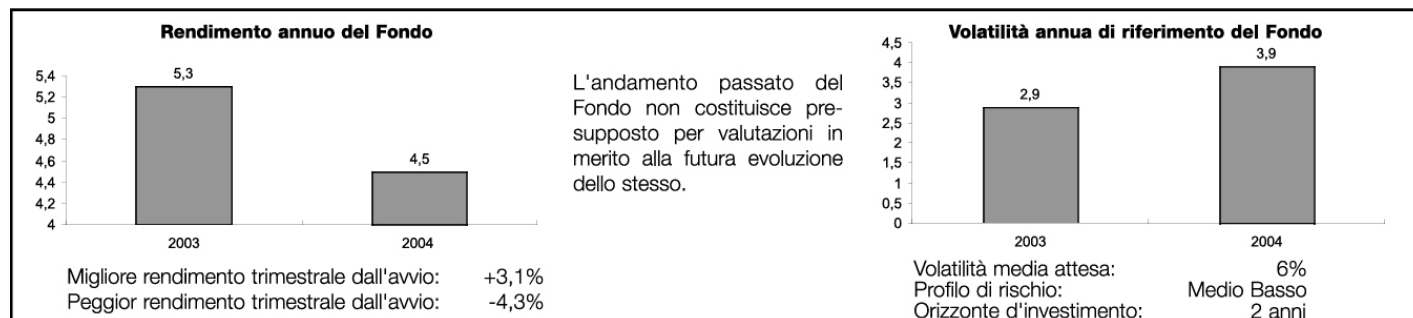 Rendimento annuo del Fondo
5,4
5,2
5
4,8
4,6
4,4
4,2
4
5,3
4,5
2003 2004
Migliore rendimento trimestrale dall'avvio: +3,1%
Peggior rendimento trimestrale dall'avvio: -4,3%
L'andamento passato del
Fondo non costituisce pre-
supposto per valutazioni in
merito alla futura evoluzione
dello stesso.
Volatilità annua di riferimento del Fondo
4,5
4
3,5
3
2,5
2
1,5
1
0,5
0
2,9
3,9
2003 2004
Volatilità media attesa: 6%
Profilo di rischio: Medio Basso
Orizzonte d'investimento: 2 anni